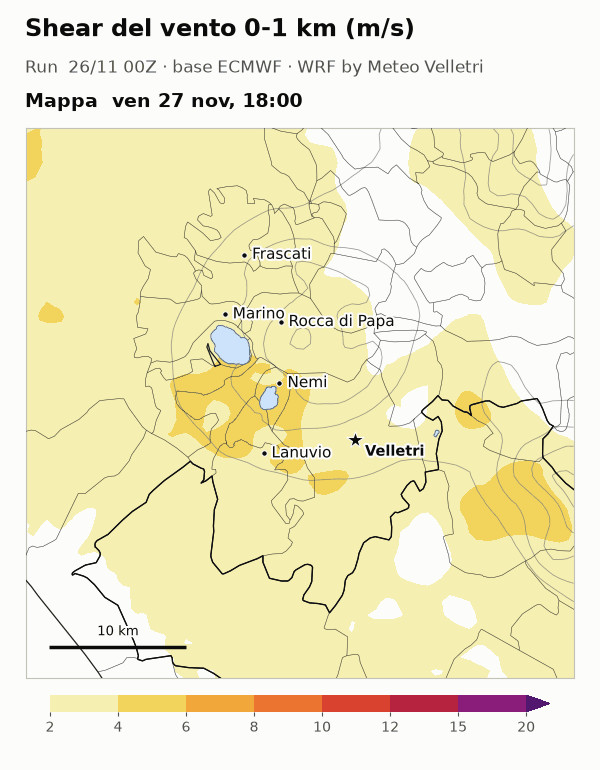 Shear del vento 0-1 km (m/s)
Run  26/11 00Z · base ECMWF · WRF by Meteo Velletri
Mappa  ven 27 nov, 18:00
Frascati
Marino
Rocca di Papa
Nemi
Velletri
Lanuvio
10 km
2 4 6 8 10 12 15 20